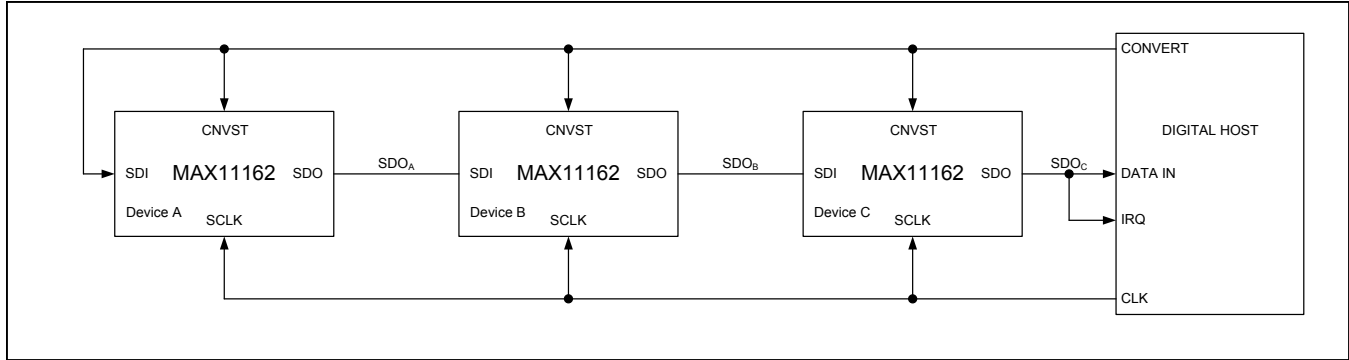 CONVERT
CNVST CNVST CNVST DIGITAL HOST
SDI MAX11162 SDO SDOA SDI MAX11162 SDO SDOB SDI MAX11162 SDO SDOC DATA IN
Device A Device B Device C
SCLK SCLK SCLK IRQ
CLK